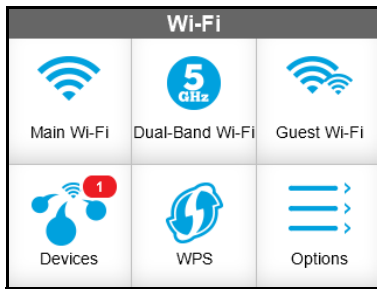 Wi-Fi
5
GHz
Main Wi-Fi
Dual-Band Wi-Fi
Guest Wi-Fi
1
Devices
WPS
Options